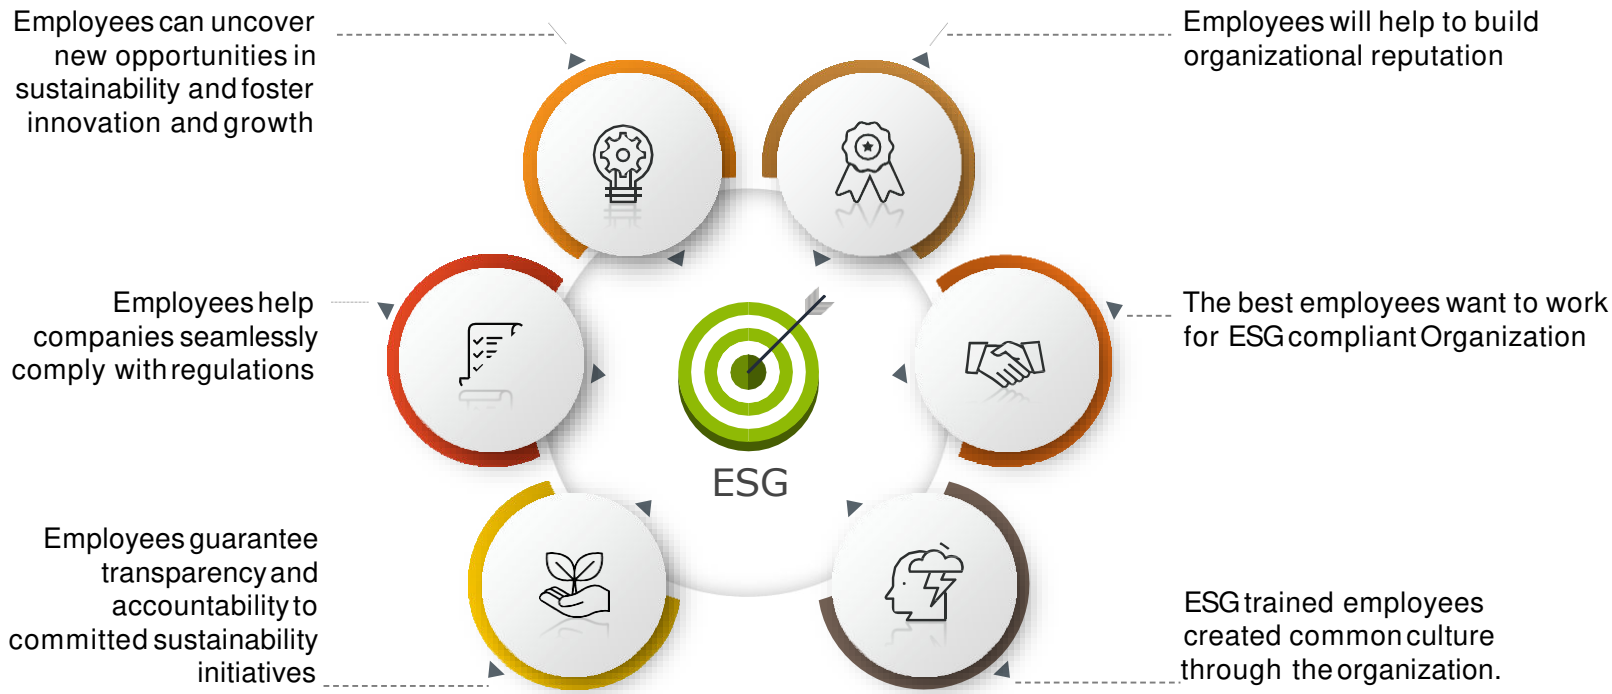 Employees can uncover
new opportunities in
sustainability and foster
innovation and growth
Employees will help to build
organizational reputation
Employees help
companies seamlessly
comply with regulations
The best employees want to work
for ESG compliant Organization
ESG
Employees guarantee
transparency and
accountability to
committed sustainability
initiatives
ESG trained employees
created common culture
through the organization.